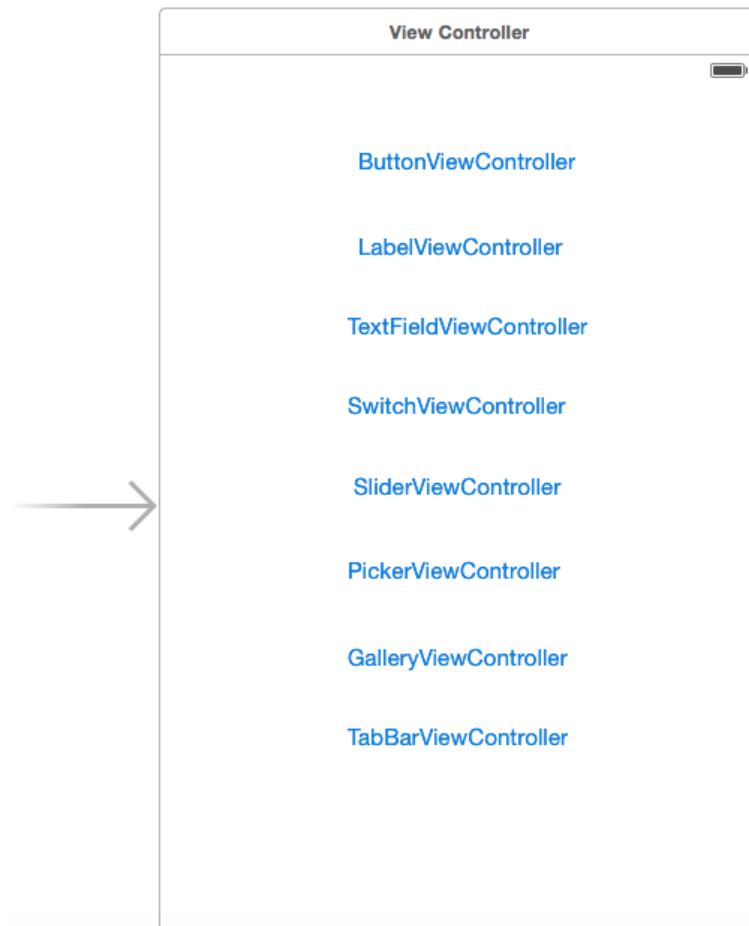 View Controller
ButtonViewController
LabelViewController
TextFieldViewController
SwitchViewController
SliderViewController
PickerViewController
GalleryViewController
TabBarViewController